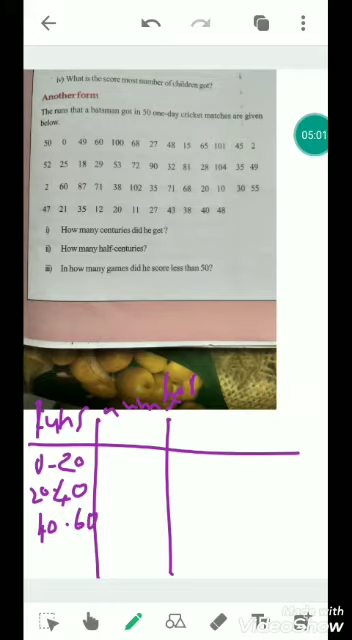 iv) What is the score most number of children got?
Another form
The runs that a batsman got in 50 one-day cricket matches are given
below.
50 0 49 60 100 68 27 48 15 65 101 45 2
52 25 18 29 53 72 90 32 81 28 104 35 49
2 60 87 71 38 102 35 71 68 20 10 30 55
47 21 35 12 20 11 27 43 38 40 48
i) How many centuries did he get?
ii) How many half-centuries?
iii) In how many games did he score less than 50?
05:01
Runs number
0-20
20-40
40-60
Made with
VideoShow